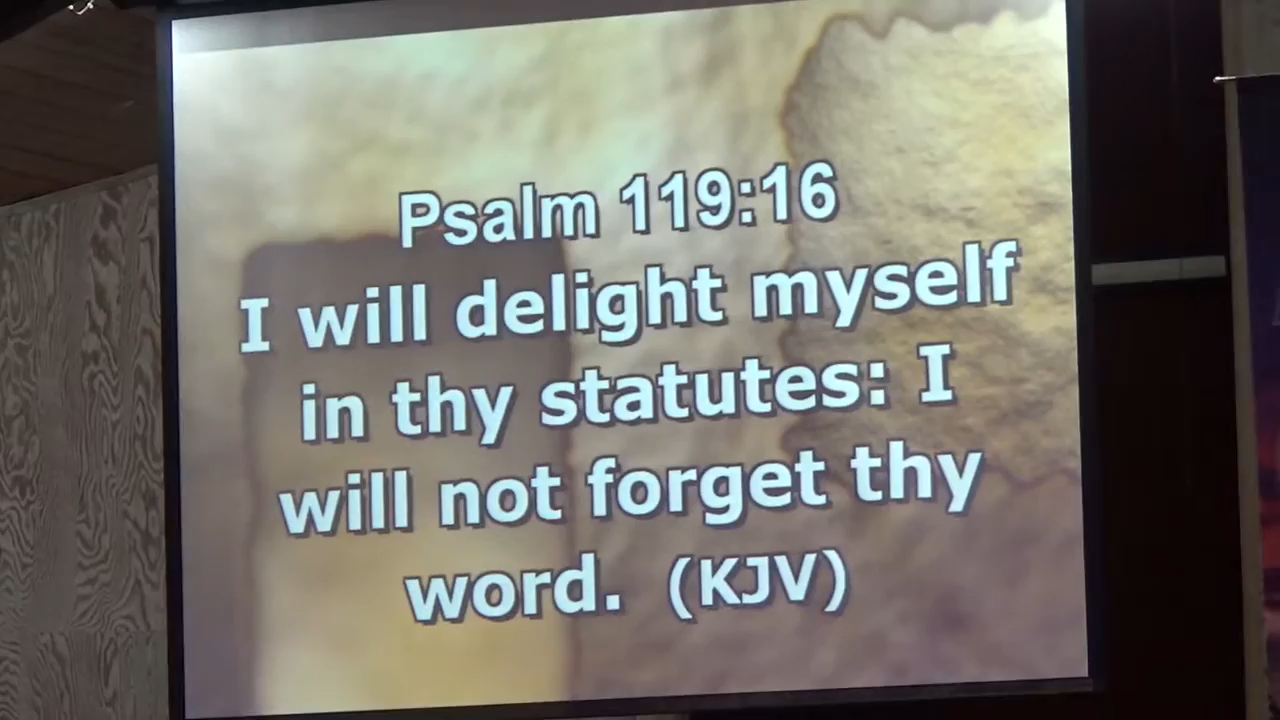 Psalm 119:16
I will delight myself
in thy statutes: I
will not forget thy
word. (KJV)